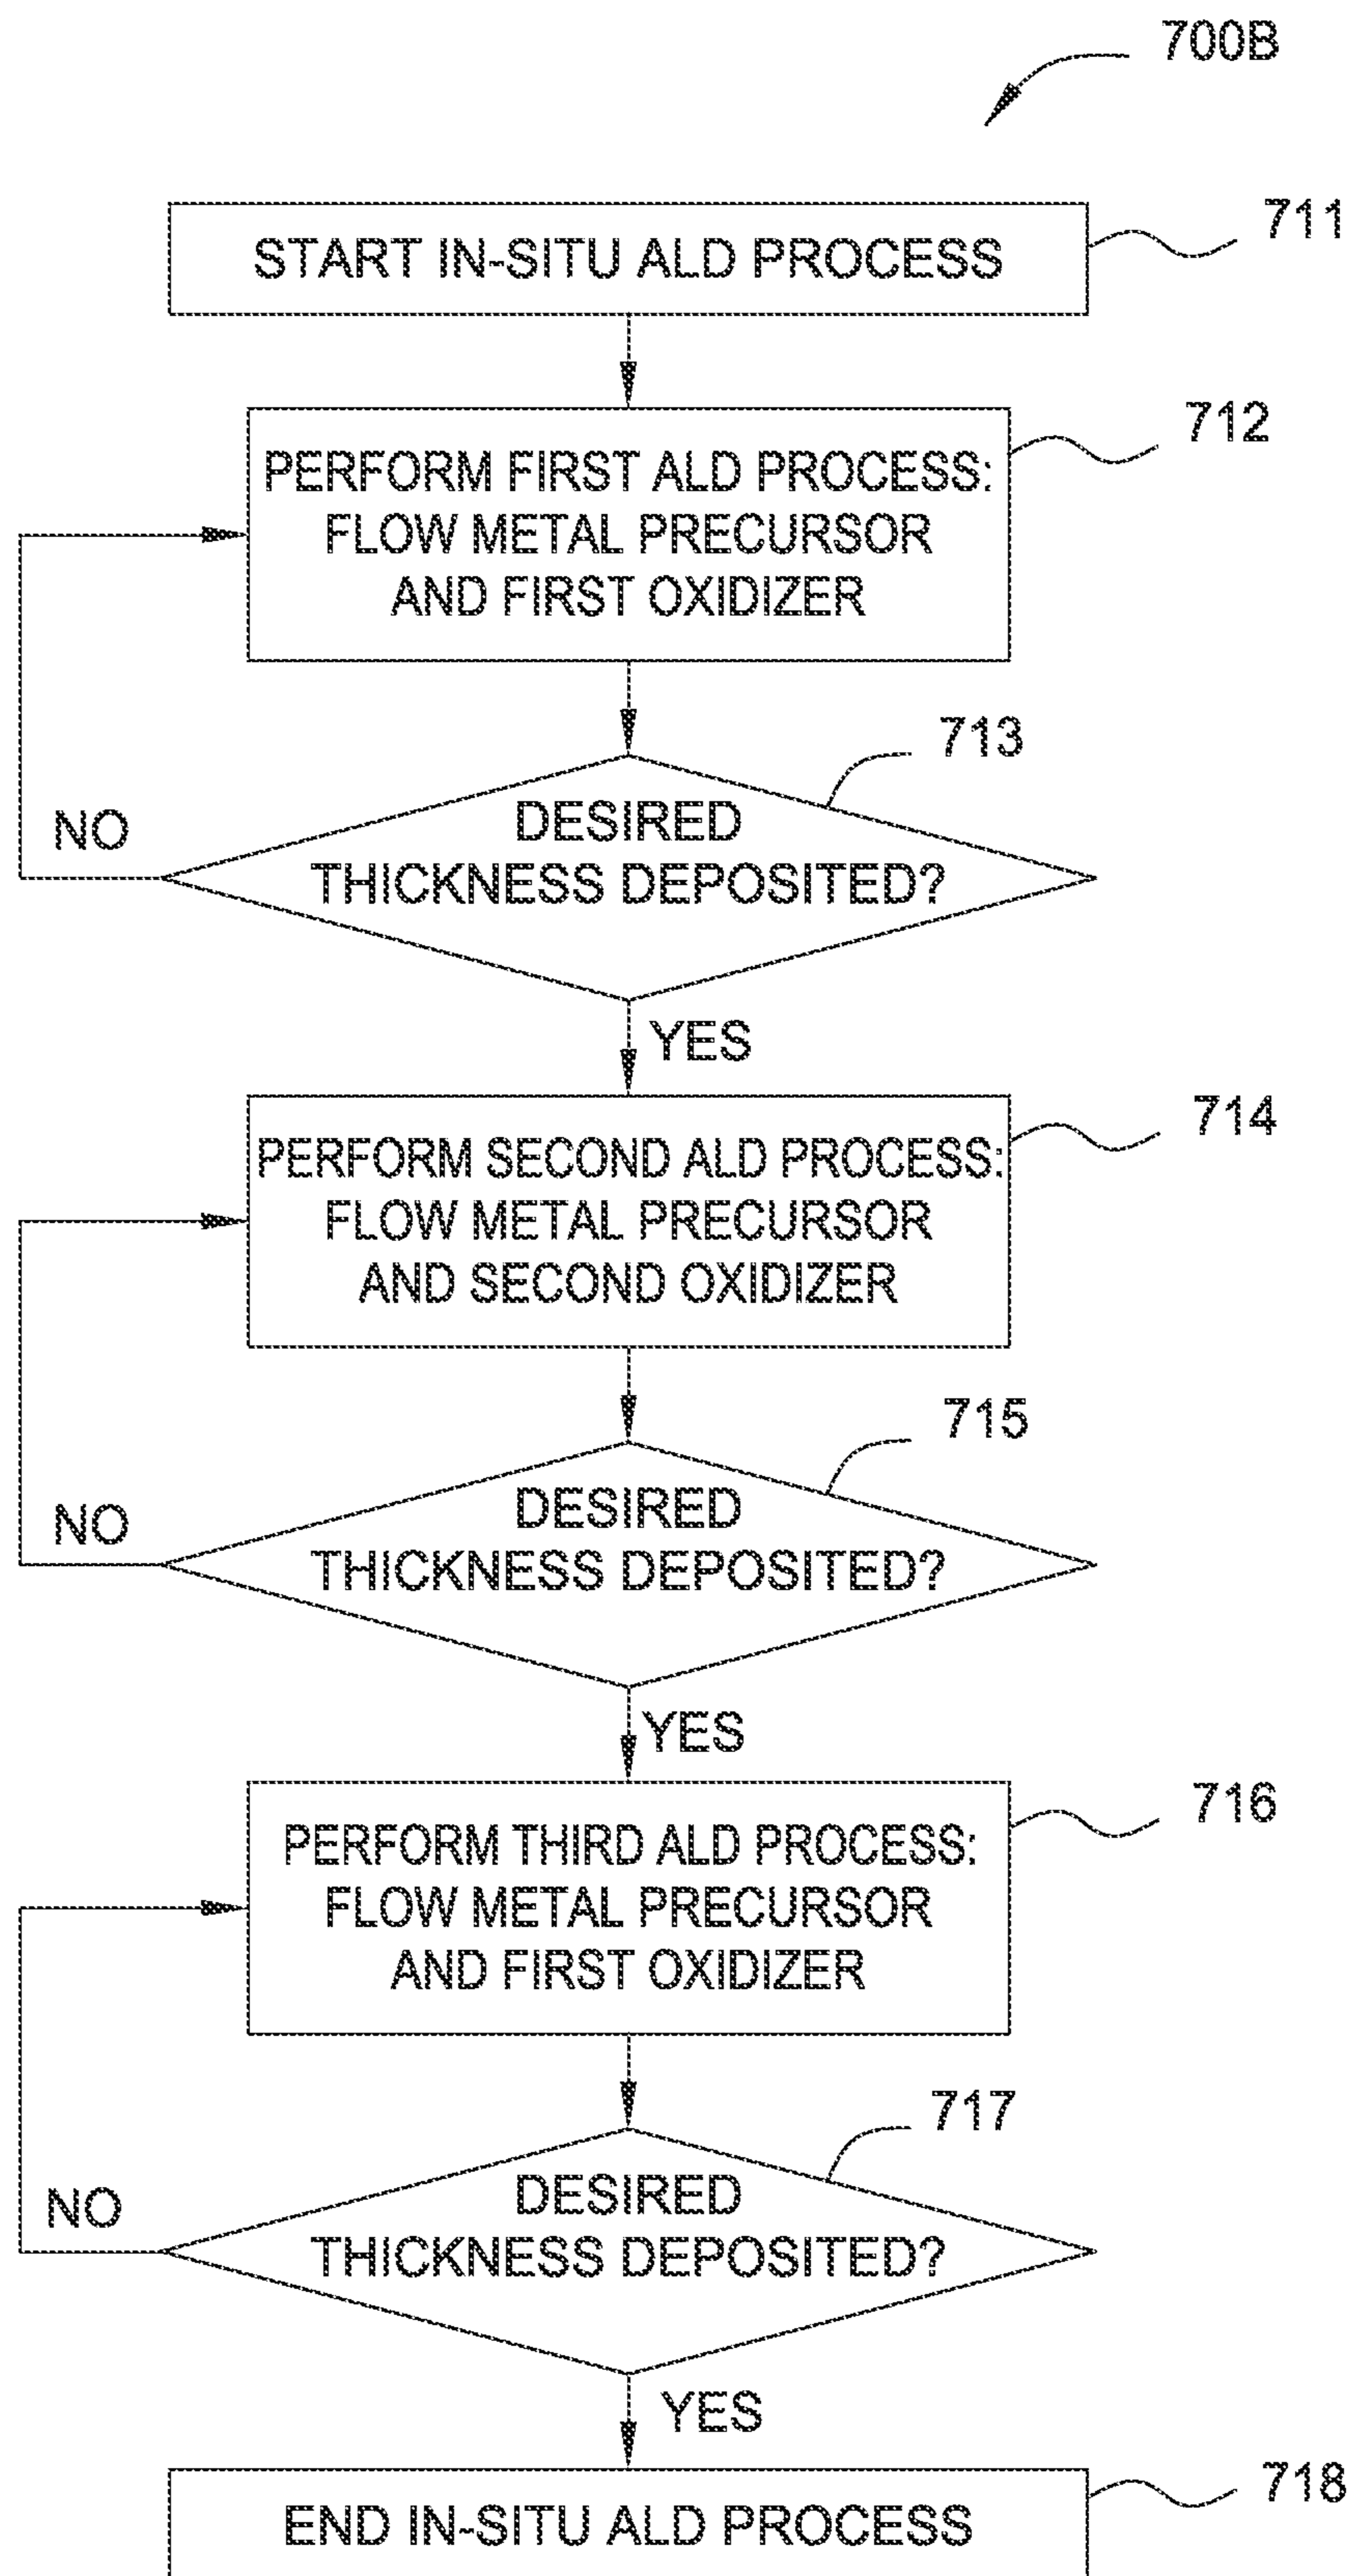 700B
START IN-SITU ALD PROCESS
711
PERFORM FIRST ALD PROCESS:
FLOW METAL PRECURSOR
AND FIRST OXIDIZER
712
DESIRED
THICKNESS DEPOSITED?
713
NO
YES
PERFORM SECOND ALD PROCESS:
FLOW METAL PRECURSOR
AND SECOND OXIDIZER
714
DESIRED
THICKNESS DEPOSITED?
715
NO
YES
PERFORM THIRD ALD PROCESS:
FLOW METAL PRECURSOR
AND FIRST OXIDIZER
716
DESIRED
THICKNESS DEPOSITED?
717
NO
YES
END IN-SITU ALD PROCESS
718